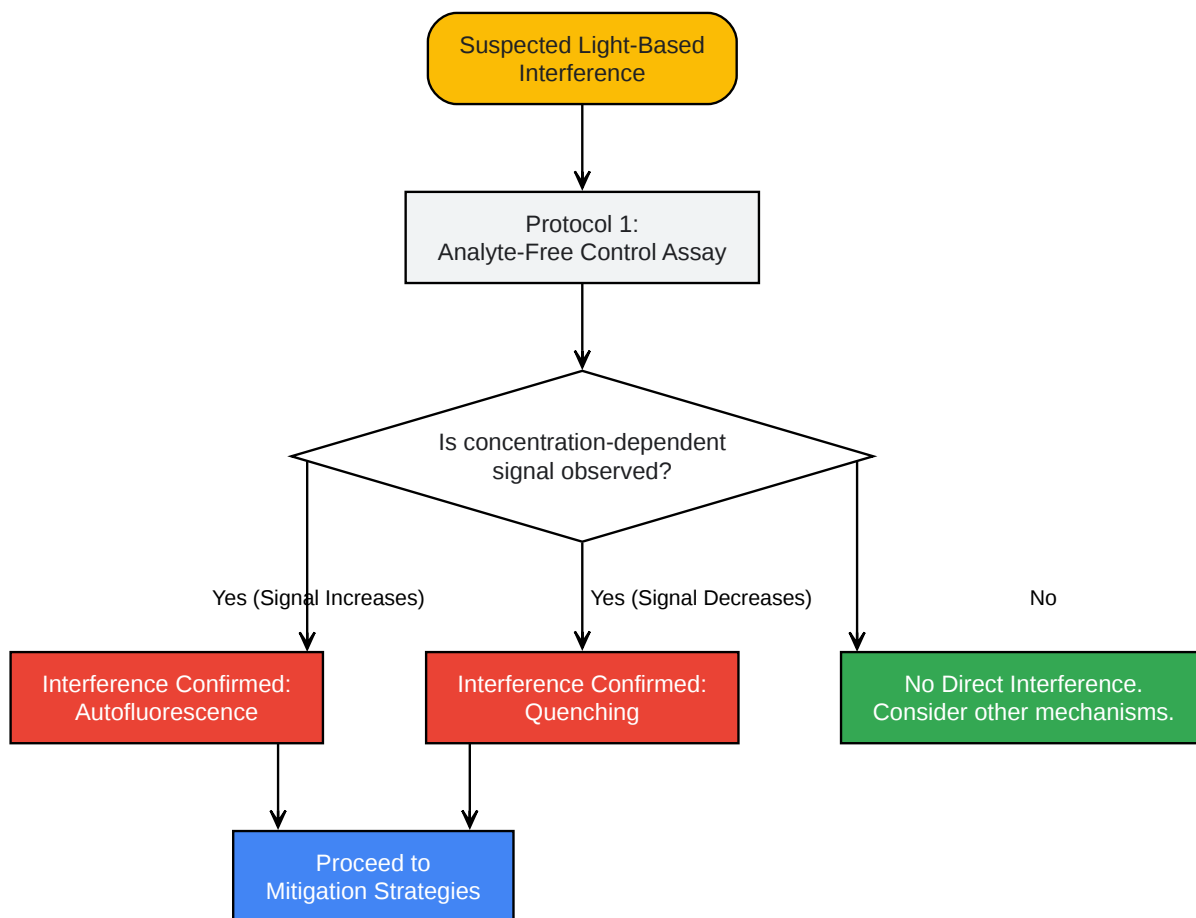 Suspected Light-Based
Interference
Protocol 1:
Analyte-Free Control Assay
Is concentration-dependent
signal observed?
Yes (Signal Increases)
Yes (Signal Decreases)
No
Interference Confirmed:
Autofluorescence
Interference Confirmed:
Quenching
No Direct Interference.
Consider other mechanisms.
Proceed to
Mitigation Strategies